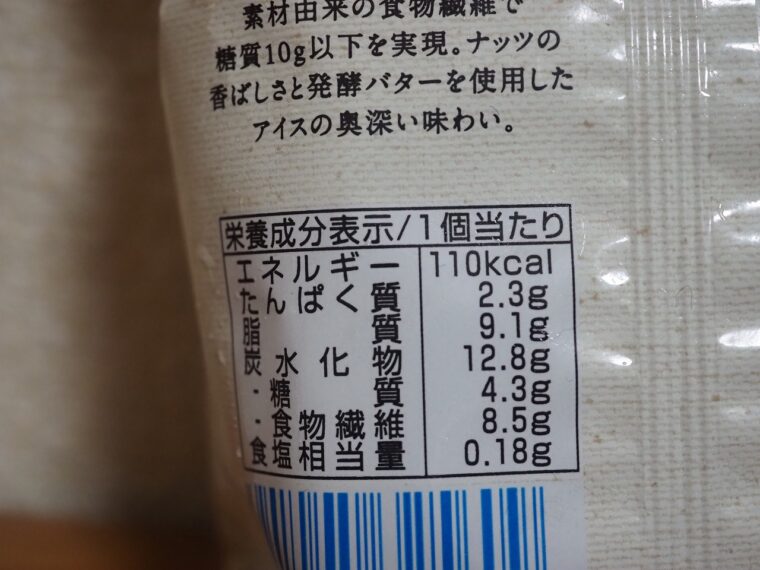 素材由来の食物繊維で
糖質10g以下を実現。ナッツの
香ばしさと発酵バターを使用した
アイスの奥深い味わい。
栄養成分表示/1個当たり
エネルギー 110kcal
たんぱく質 2.3g
脂質 9.1g
炭水化物 12.8g
・糖質 4.3g
・食物繊維 8.5g
食塩相当量 0.18g